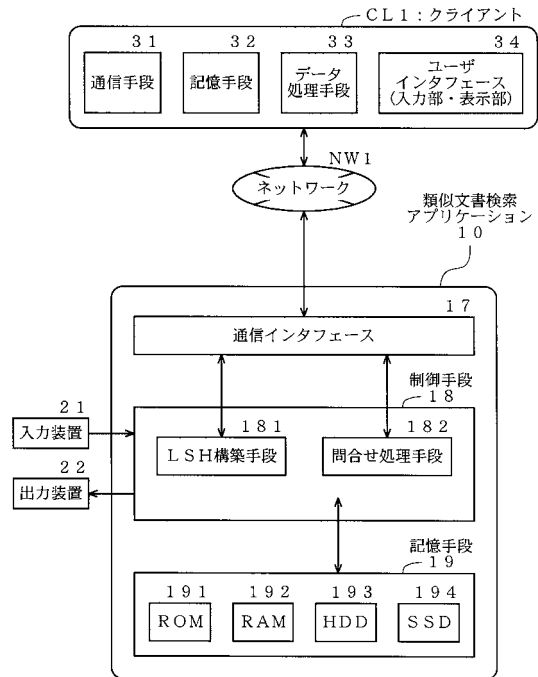 CL1:クライアント
31 32 33 34
通信手段
記憶手段
データ
処理手段
ユーザ
インタフェース
(入力部・表示部)
NW1
ネットワーク
類似文書検索
アプリケーション
10
17
通信インタフェース
制御手段
18
21
入力装置
22
出力装置
181
LSH構築手段
182
問合せ処理手段
記憶手段
19
191 192 193 194
ROM RAM HDD SSD